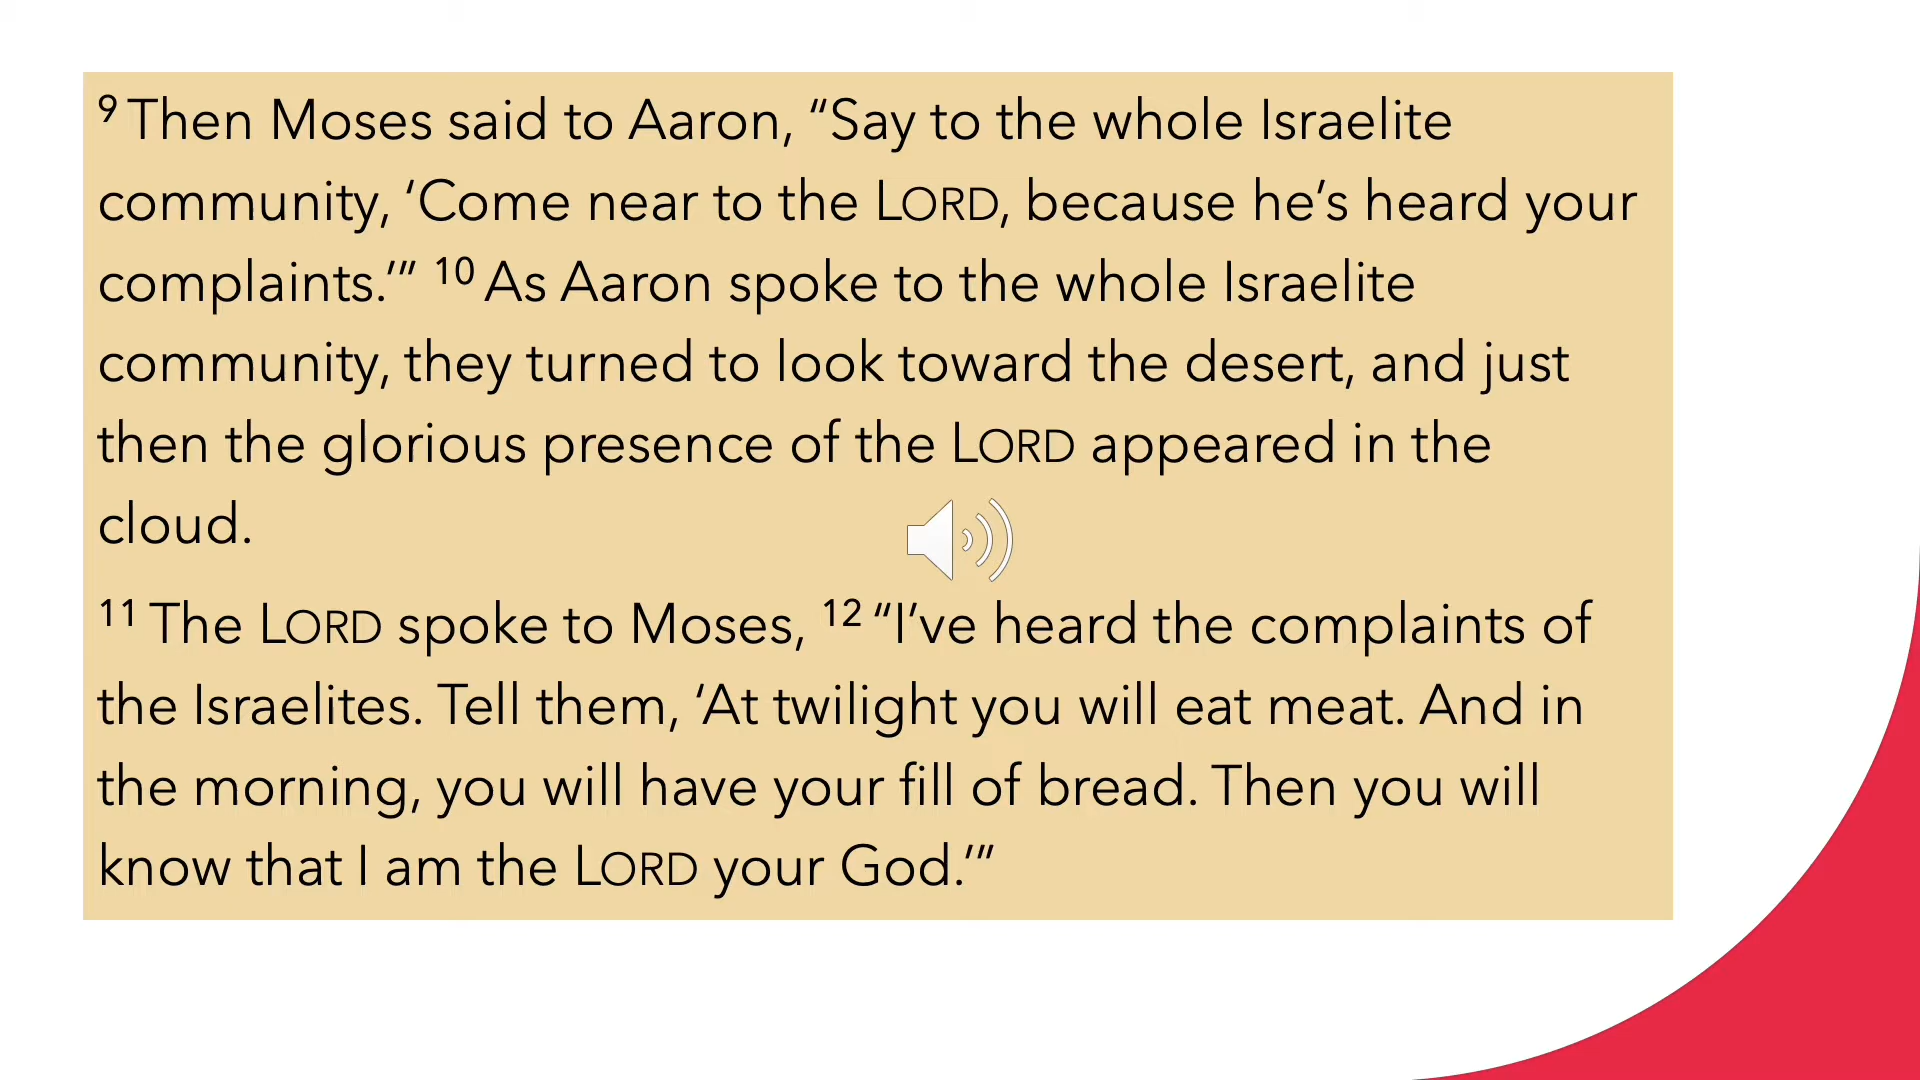 9 Then Moses said to Aaron, “Say to the whole Israelite
community, ‘Come near to the LORD, because he’s heard your
complaints.’” 10 As Aaron spoke to the whole Israelite
community, they turned to look toward the desert, and just
then the glorious presence of the LORD appeared in the
cloud.
11 The LORD spoke to Moses, 12 “I’ve heard the complaints of
the Israelites. Tell them, ‘At twilight you will eat meat. And in
the morning, you will have your fill of bread. Then you will
know that I am the LORD your God.’”